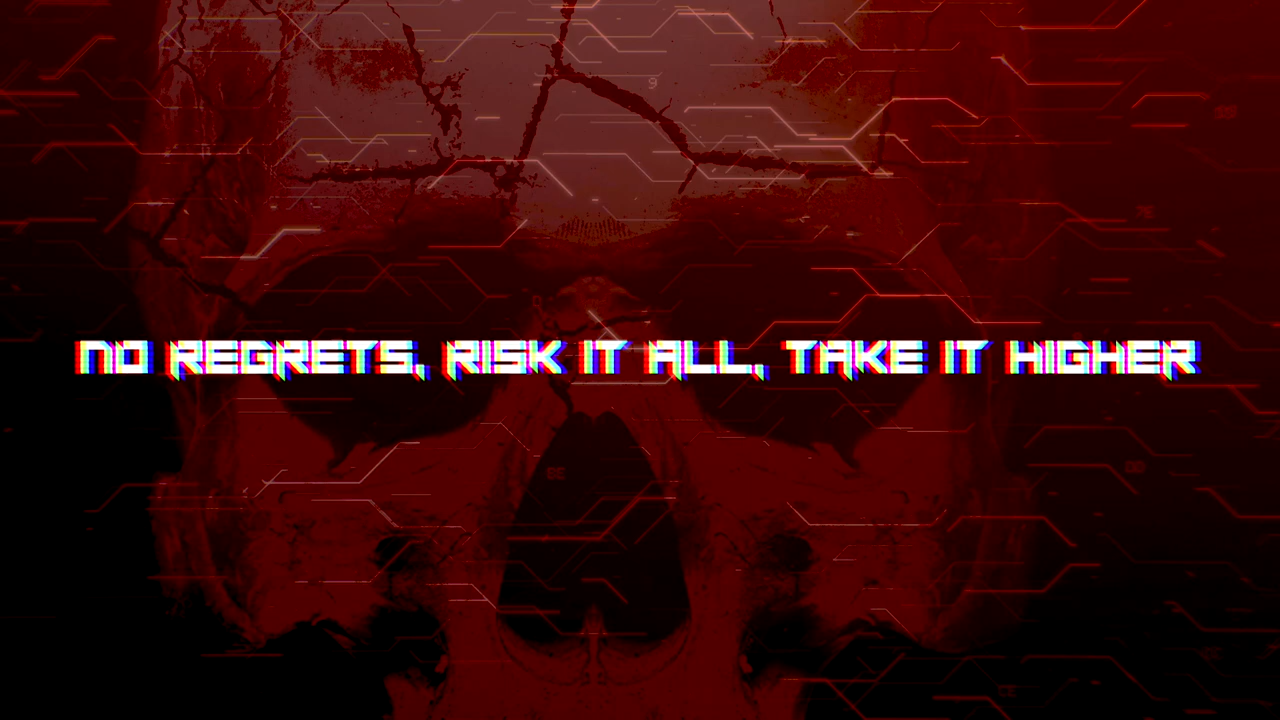 NO REGRETS, RISK IT ALL, TAKE IT HIGHER